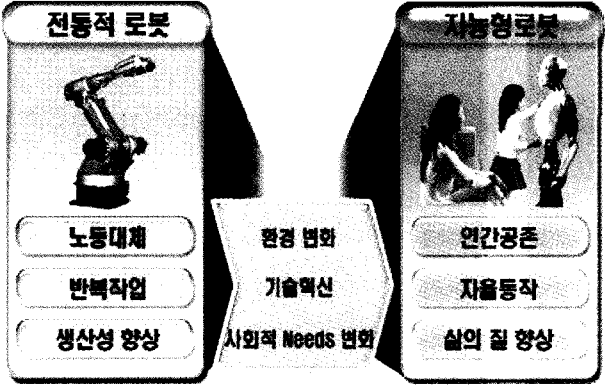 전통적 로봇
노동대체
반복작업
생산성 향상
환경 변화
기술혁신
사회적 Needs 변화
지능형로봇
인간공존
자율동작
삶의 질 향상